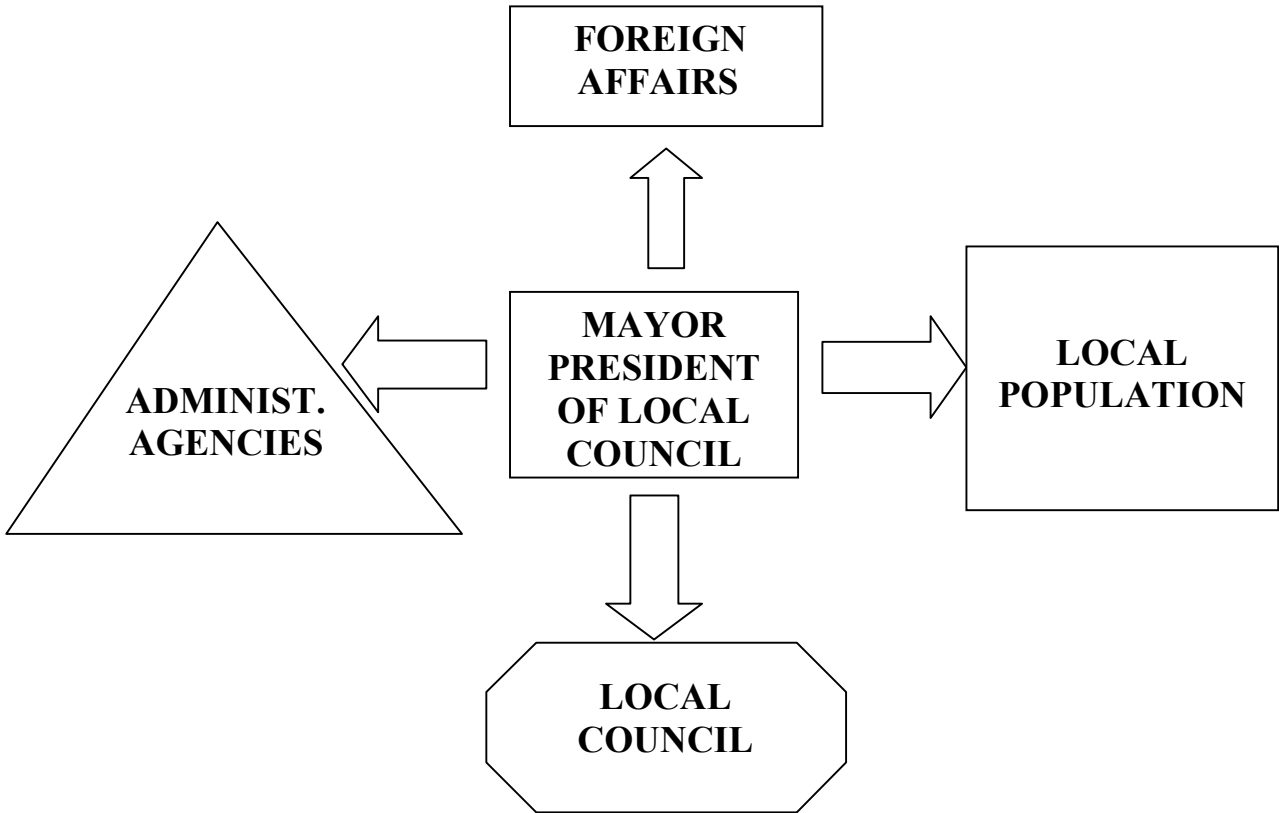 FOREIGN
AFFAIRS
MAYOR
PRESIDENT
OF LOCAL
COUNCIL
ADMINIST.
AGENCIES
LOCAL
POPULATION
LOCAL
COUNCIL